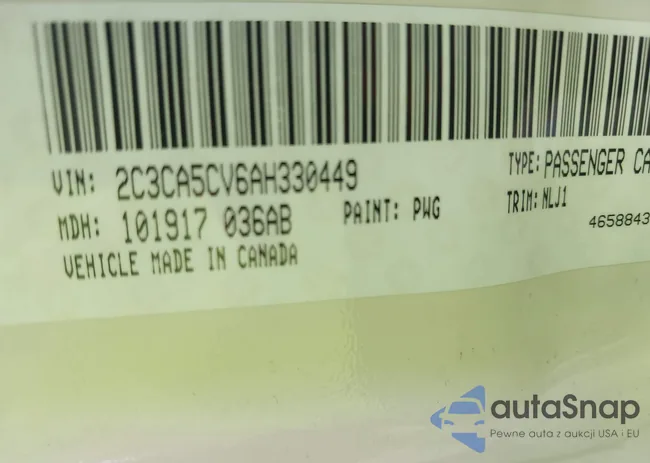 VIN: 2C3CA5CV6AH330449
TYPE: PASSENGER CA
MDH: 101917 036AB
PAINT: PWG
TRIM: NLJ1
VEHICLE MADE IN CANADA
4658843
autaSnap
Pewne auta z aukcji USA i EU